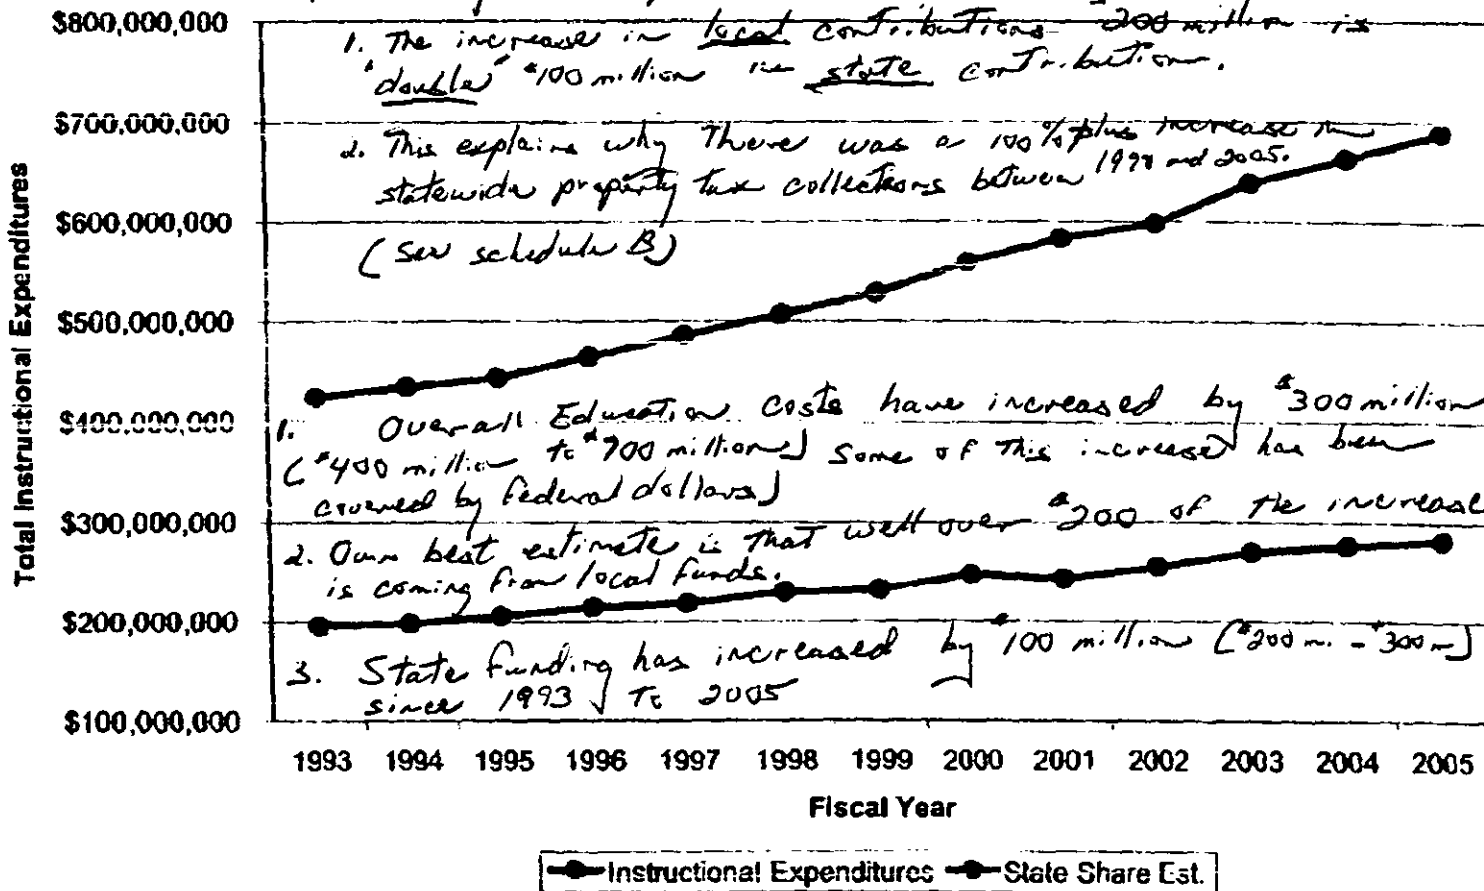 $800,000,000
1. The increase in local contributions $200 million is
"double" $100 million in state contribution.
$700,000,000
2. This explains why There was a 100% plus increase in
statewide property tax collections between 1998 and 2005.
$600,000,000
(See schedule B)
$500,000,000
$400,000,000
1. Overall Education costs have increased by $300 million
($400 million to $700 million) Some of This increase has been
covered by Federal dollars)
$300,000,000
2. Our best estimate is That well over $200 of the increase
is coming from local funds.
$200,000,000
3. State Funding has increased by $100 million ($200 m. - $300 m)
since 1993 To 2005
$100,000,000
Total Instructional Expenditures
1993 1994 1995 1996 1997 1998 1999 2000 2001 2002 2003 2004 2005
Fiscal Year
Instructional Expenditures State Share Est.